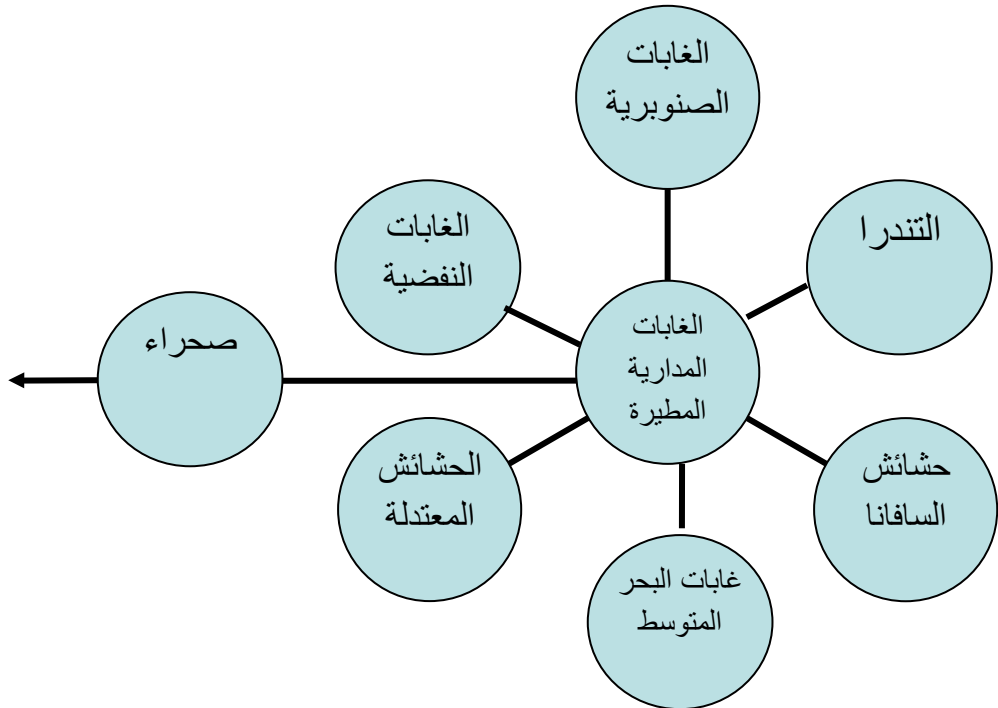 الغابات
الصنوبرية
التندرا
الغابات
النفضية
صحراء
الغابات
المدارية
المطيرة
حشائش
السافانا
الحشائش
المعتدلة
غابات البحر
المتوسط